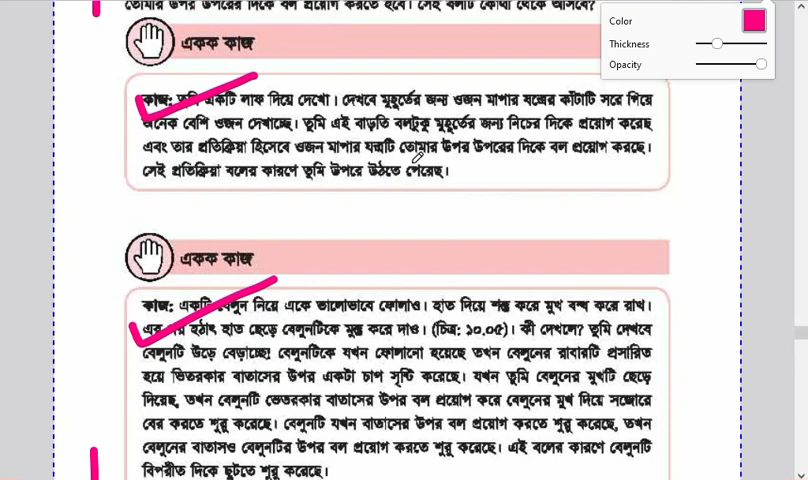 তোমার উপর উপরের দিকে বল প্রয়োগ করতে হবে। সেই বলটি কোথা থেকে আসবে?
একক কাজ
কাজ: তুমি একটি লাফ দিয়ে দেখো। দেখবে মুহূর্তের জন্য ওজন মাপার যন্ত্রের কাঁটাটি সরে গিয়ে
অনেক বেশি ওজন দেখাচ্ছে। তুমি এই বাড়তি বলটুকু মুহূর্তের জন্য নিচের দিকে প্রয়োগ করেছ
এবং তার প্রতিক্রিয়া হিসেবে ওজন মাপার যন্ত্রটি তোমার উপর উপরের দিকে বল প্রয়োগ করছে।
সেই প্রতিক্রিয়া বলের কারণে তুমি উপরে উঠতে পেরেছ।
একক কাজ
কাজ: একটি বেলুন নিয়ে একে ভালোভাবে ফোলাও। হাত দিয়ে শক্ত করে মুখ বন্ধ করে রাখ।
এর পর হঠাৎ হাত ছেড়ে বেলুনটিকে মুক্ত করে দাও। (চিত্র: ১০.০৫)। কী দেখলে? তুমি দেখবে
বেলুনটি উড়ে বেড়াচ্ছে! বেলুনটিকে যখন ফোলানো হয়েছে তখন বেলুনের রাবারটি প্রসারিত
হয়ে ভিতরকার বাতাসের উপর একটা চাপ সৃষ্টি করেছে। যখন তুমি বেলুনের মুখটি ছেড়ে
দিয়েছ, তখন বেলুনটি ভেতরকার বাতাসের উপর বল প্রয়োগ করে বেলুনের মুখ দিয়ে সজোরে
বের করতে শুরু করেছে। বেলুনটি যখন বাতাসের উপর বল প্রয়োগ করতে শুরু করেছে, তখন
বেলুনের বাতাসও বেলুনটির উপর বল প্রয়োগ করতে শুরু করেছে। এই বলের কারণে বেলুনটি
বিপরীত দিকে ছুটতে শুরু করেছে।
Color
Thickness
Opacity